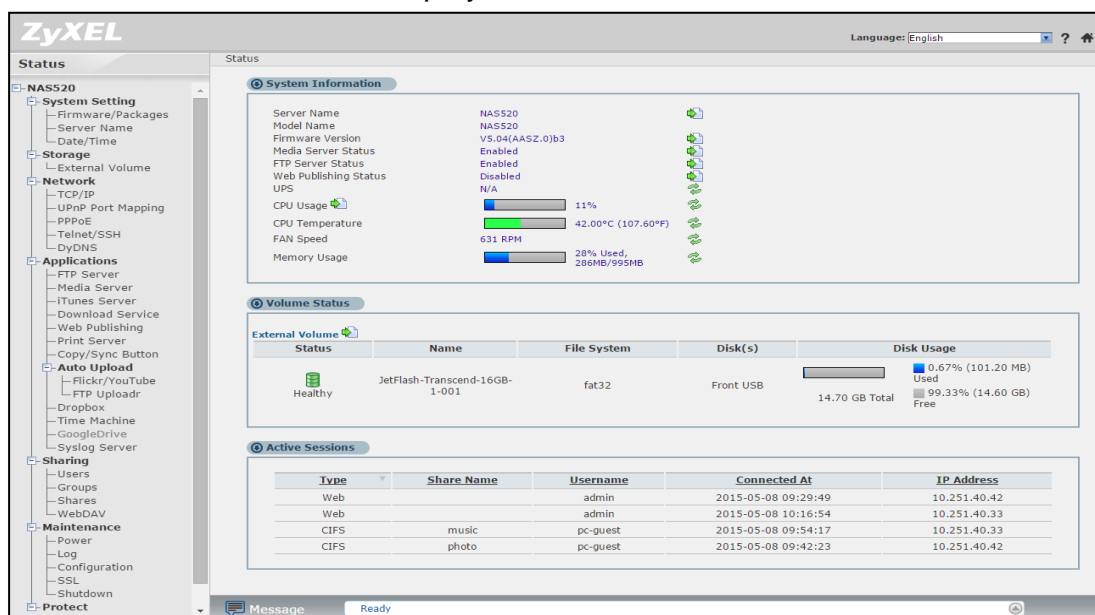 ZyXEL
Language: English ?
Status
NAS520
System Setting
Firmware/Packages
Server Name
Date/Time
Storage
External Volume
Network
TCP/IP
UPnP Port Mapping
PPPoE
Telnet/SSH
DyDNS
Applications
FTP Server
Media Server
iTunes Server
Download Service
Web Publishing
Print Server
Copy/Sync Button
Auto Upload
Flickr/YouTube
FTP Uploadr
Dropbox
Time Machine
GoogleDrive
Syslog Server
Sharing
Users
Groups
Shares
WebDAV
Maintenance
Power
Log
Configuration
SSL
Shutdown
Protect
Status
System Information
Server Name NAS520
Model Name NAS520
Firmware Version V5.04(AASZ.0)b3
Media Server Status Enabled
FTP Server Status Enabled
Web Publishing Status Disabled
UPS N/A
CPU Usage 11%
CPU Temperature 42.00°C (107.60°F)
FAN Speed 631 RPM
Memory Usage 28% Used, 286MB/995MB
Volume Status
External Volume
Status Name File System Disk(s) Disk Usage
Healthy JetFlash-Transcend-16GB-1-001 fat32 Front USB 14.70 GB Total 0.67% (101.20 MB) Used 99.33% (14.60 GB) Free
Active Sessions
Type Share Name Username Connected At IP Address
Web admin 2015-05-08 09:29:49 10.251.40.42
Web admin 2015-05-08 10:16:54 10.251.40.33
CIFS music pc-guest 2015-05-08 09:54:17 10.251.40.33
CIFS photo pc-guest 2015-05-08 09:42:23 10.251.40.42
Message Ready